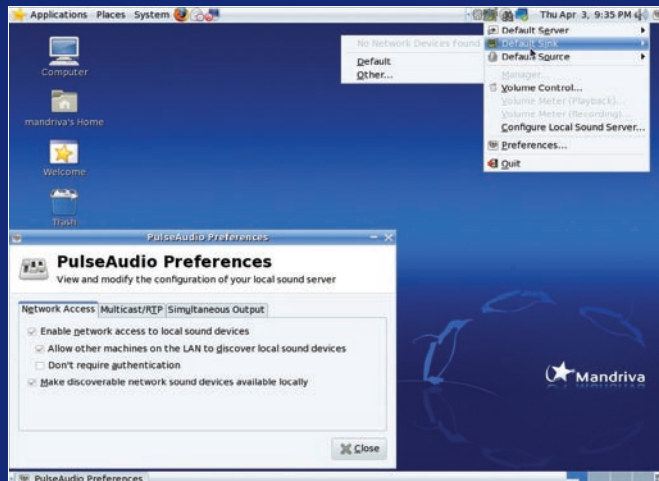 Applications Places System Thu Apr 3, 9:35 PM
Default Server
Default Sink
Default Source
Manager...
Volume Control...
Volume Meter (Playback)...
Volume Meter (Recording)...
Configure Local Sound Server...
Preferences...
Quit
No Network Devices Found
Default
Other...
Computer
mandriva's Home
Welcome
Trash
PulseAudio Preferences
PulseAudio Preferences
View and modify the configuration of your local sound server
Network Access Multicast/RTP Simultaneous Output
Enable network access to local sound devices
Allow other machines on the LAN to discover local sound devices
Don't require authentication
Make discoverable network sound devices available locally
Close
Mandriva
PulseAudio Preferences